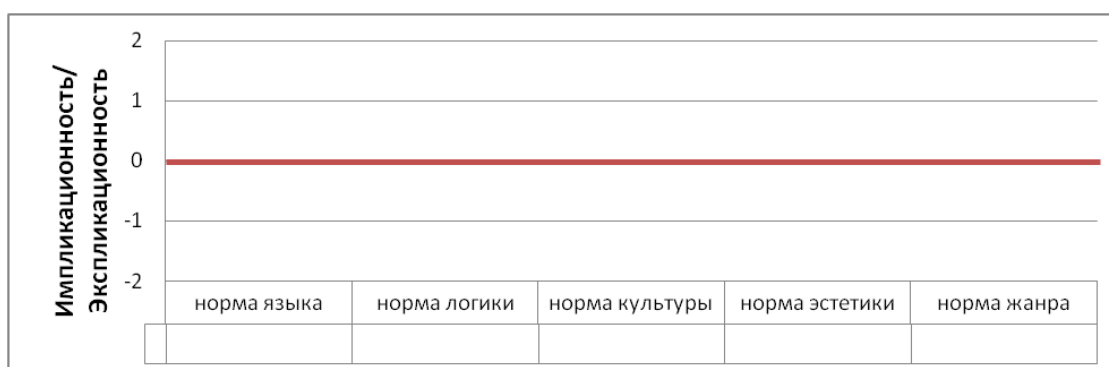 Импликационность/
Экспликационность
2
1
0
-1
-2
норма языка
норма логики
норма культуры
норма эстетики
норма жанра